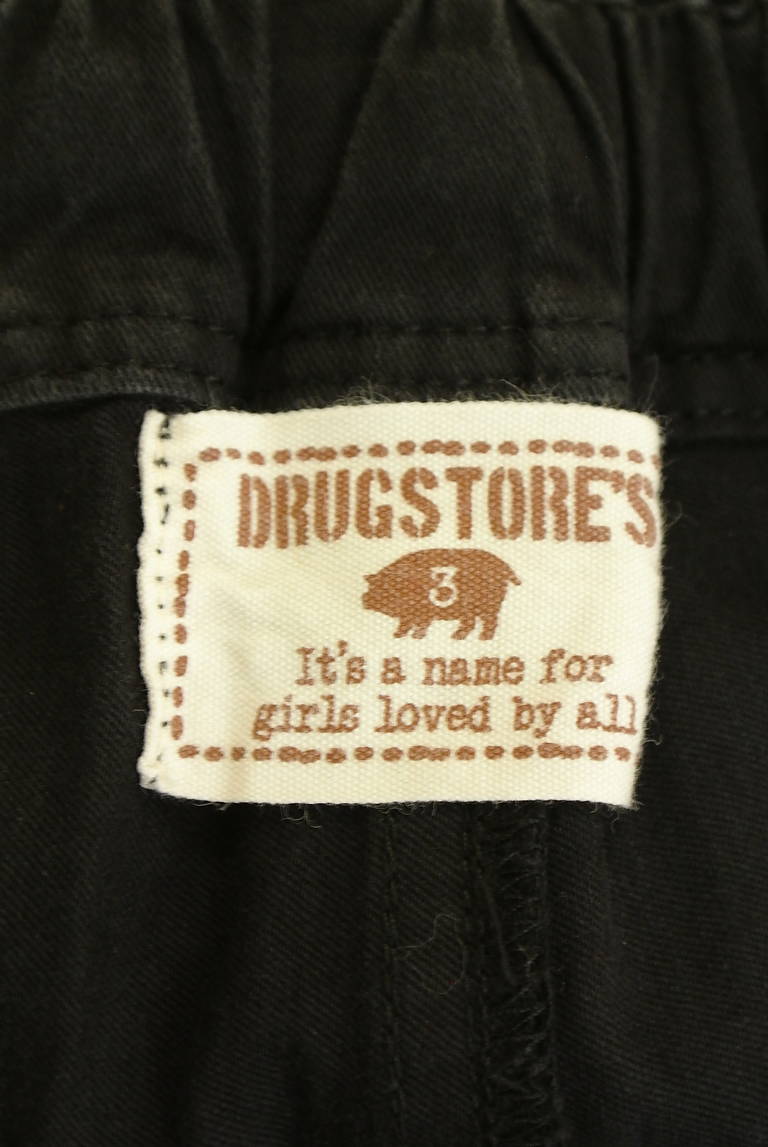 DRUGSTORE'S
3
It's a name for
girls loved by all